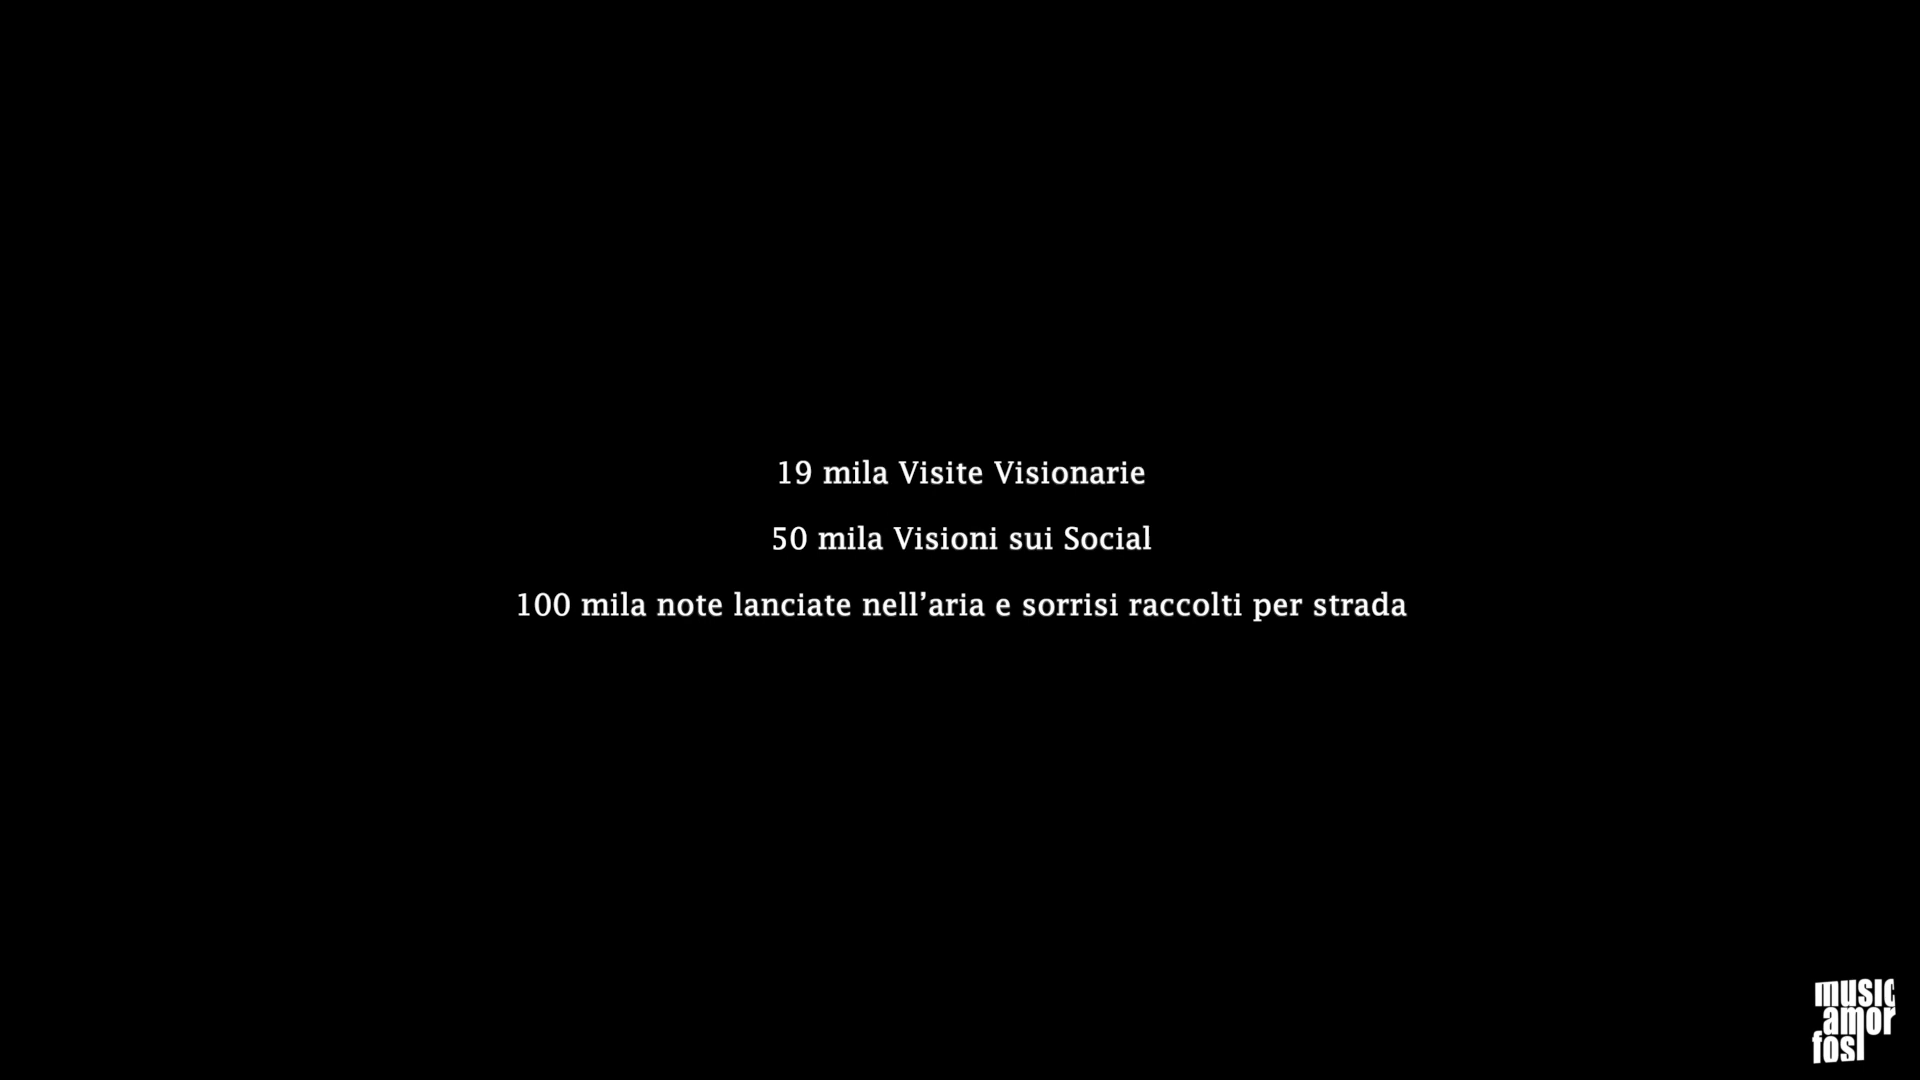 19 mila Visite Visionarie
50 mila Visioni sui Social
100 mila note lanciate nell’aria e sorrisi raccolti per strada
music
amor
fosi